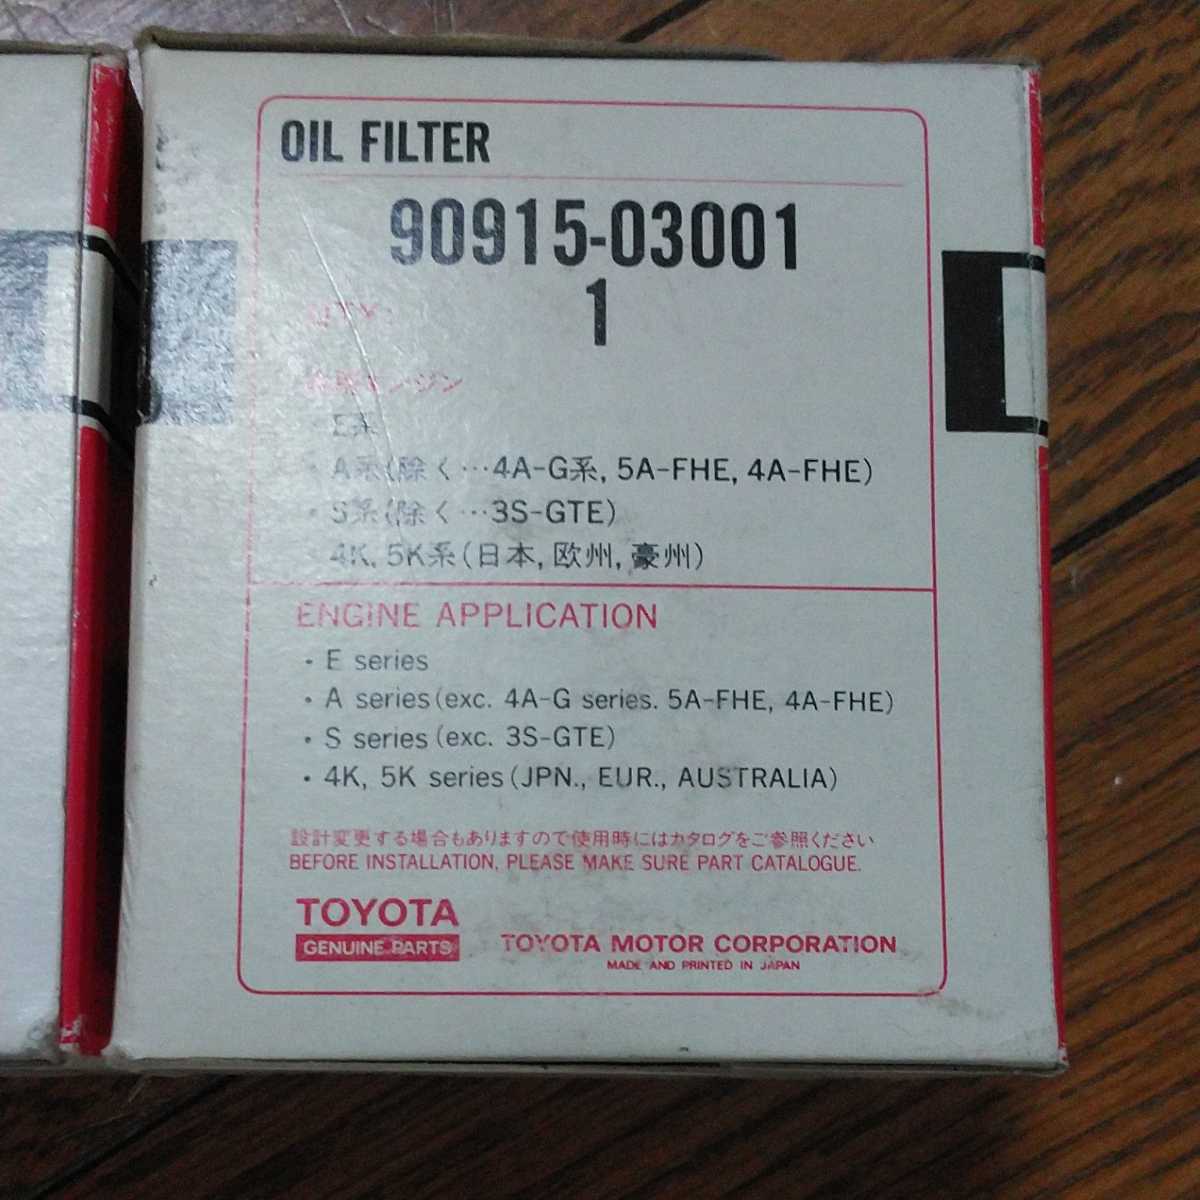 OIL FILTER
90915-03001
QTY. 1
エンジン
E系
・A系(除く…4A-G系, 5A-FHE, 4A-FHE)
・S系(除く…3S-GTE)
・4K, 5K系(日本, 欧州, 豪州)
ENGINE APPLICATION
・E series
・A series(exc. 4A-G series. 5A-FHE, 4A-FHE)
・S series(exc. 3S-GTE)
・4K, 5K series(JPN., EUR., AUSTRALIA)
設計変更する場合もありますので使用時にはカタログをご参照ください
BEFORE INSTALLATION, PLEASE MAKE SURE PART CATALOGUE.
TOYOTA
GENUINE PARTS
TOYOTA MOTOR CORPORATION
MADE AND PRINTED IN JAPAN